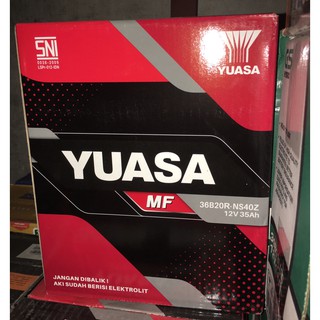 SNI
YUASA
YUASA
MF
36B20R-NS40Z
12V 35Ah
JANGAN DIBALIK !
AKI SUDAH BERISI ELEKTROLIT